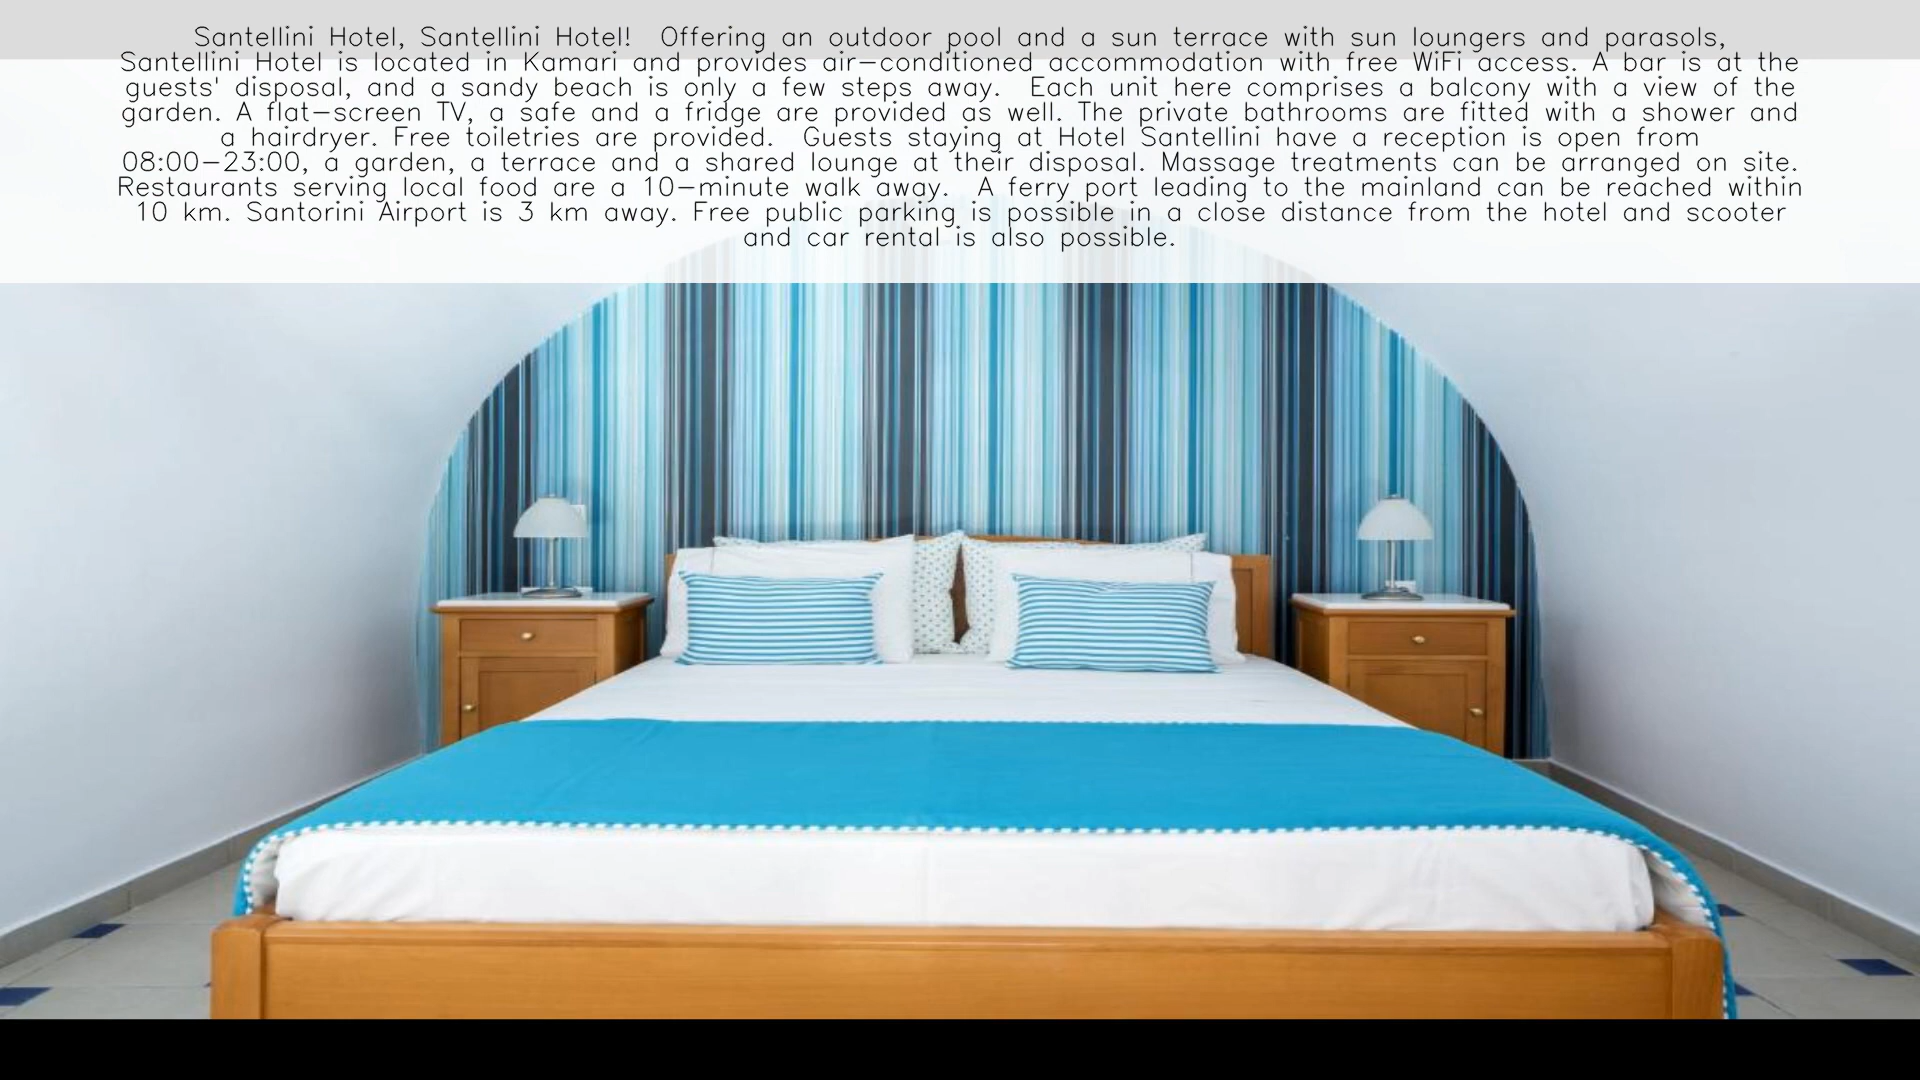 Santellini Hotel, Santellini Hotel!  Offering an outdoor pool and a sun terrace with sun loungers and parasols,
Santellini Hotel is located in Kamari and provides air-conditioned accommodation with free WiFi access. A bar is at the
guests' disposal, and a sandy beach is only a few steps away.  Each unit here comprises a balcony with a view of the
garden. A flat-screen TV, a safe and a fridge are provided as well. The private bathrooms are fitted with a shower and
a hairdryer. Free toiletries are provided.  Guests staying at Hotel Santellini have a reception is open from
08:00-23:00, a garden, a terrace and a shared lounge at their disposal. Massage treatments can be arranged on site.
Restaurants serving local food are a 10-minute walk away.  A ferry port leading to the mainland can be reached within
10 km. Santorini Airport is 3 km away. Free public parking is possible in a close distance from the hotel and scooter
and car rental is also possible.